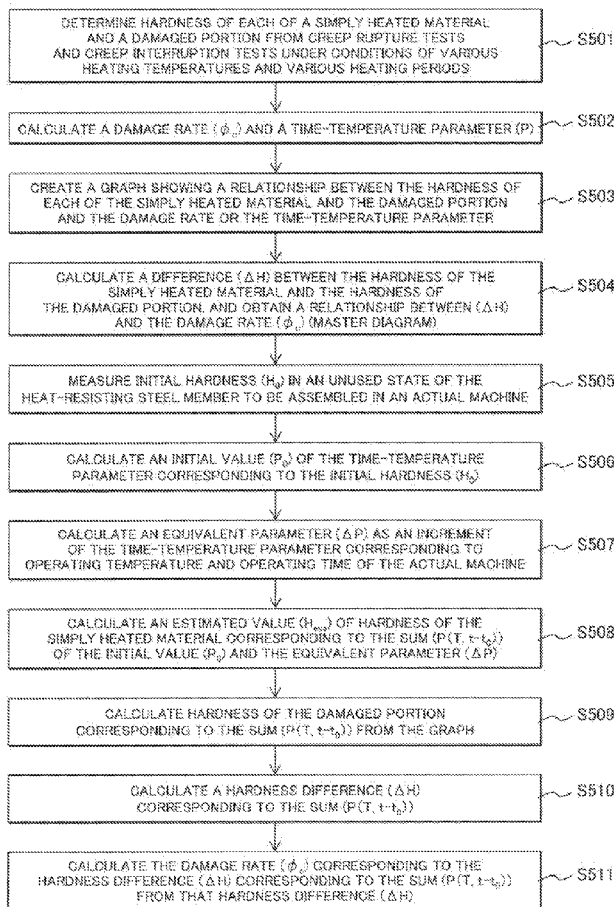 DETERMINE HARDNESS OF EACH OF A SIMPLY HEATED MATERIAL
AND A DAMAGED PORTION FROM CREEP RUPTURE TESTS
AND CREEP INTERRUPTION TESTS UNDER CONDITIONS OF VARIOUS
HEATING TEMPERATURES AND VARIOUS HEATING PERIODS
S501
CALCULATE A DAMAGE RATE (ϕc) AND A TIME-TEMPERATURE PARAMETER (P)
S502
CREATE A GRAPH SHOWING A RELATIONSHIP BETWEEN THE HARDNESS OF
EACH OF THE SIMPLY HEATED MATERIAL AND THE DAMAGED PORTION
AND THE DAMAGE RATE OR THE TIME-TEMPERATURE PARAMETER
S503
CALCULATE A DIFFERENCE (ΔH) BETWEEN THE HARDNESS OF THE
SIMPLY HEATED MATERIAL AND THE HARDNESS OF
THE DAMAGED PORTION, AND OBTAIN A RELATIONSHIP BETWEEN (ΔH)
AND THE DAMAGE RATE (ϕc) (MASTER DIAGRAM)
S504
MEASURE INITIAL HARDNESS (H0) IN AN UNUSED STATE OF THE
HEAT-RESISTING STEEL MEMBER TO BE ASSEMBLED IN AN ACTUAL MACHINE
S505
CALCULATE AN INITIAL VALUE (P0) OF THE TIME-TEMPERATURE
PARAMETER CORRESPONDING TO THE INITIAL HARDNESS (H0)
S506
CALCULATE AN EQUIVALENT PARAMETER (ΔP) AS AN INCREMENT
OF THE TIME-TEMPERATURE PARAMETER CORRESPONDING TO
OPERATING TEMPERATURE AND OPERATING TIME OF THE ACTUAL MACHINE
S507
CALCULATE AN ESTIMATED VALUE OF HARDNESS OF THE
SIMPLY HEATED MATERIAL CORRESPONDING TO THE SUM (P(T, t-t0))
OF THE INITIAL VALUE (P0) AND THE EQUIVALENT PARAMETER (ΔP)
S508
CALCULATE HARDNESS OF THE DAMAGED PORTION
CORRESPONDING TO THE SUM (P(T, t-t0)) FROM THE GRAPH
S509
CALCULATE A HARDNESS DIFFERENCE (ΔH)
CORRESPONDING TO THE SUM (P(T, t-t0))
S510
CALCULATE THE DAMAGE RATE (ϕc) CORRESPONDING TO THE
HARDNESS DIFFERENCE (ΔH) CORRESPONDING TO THE SUM (P(T, t-t0))
FROM THAT HARDNESS DIFFERENCE (ΔH)
S511